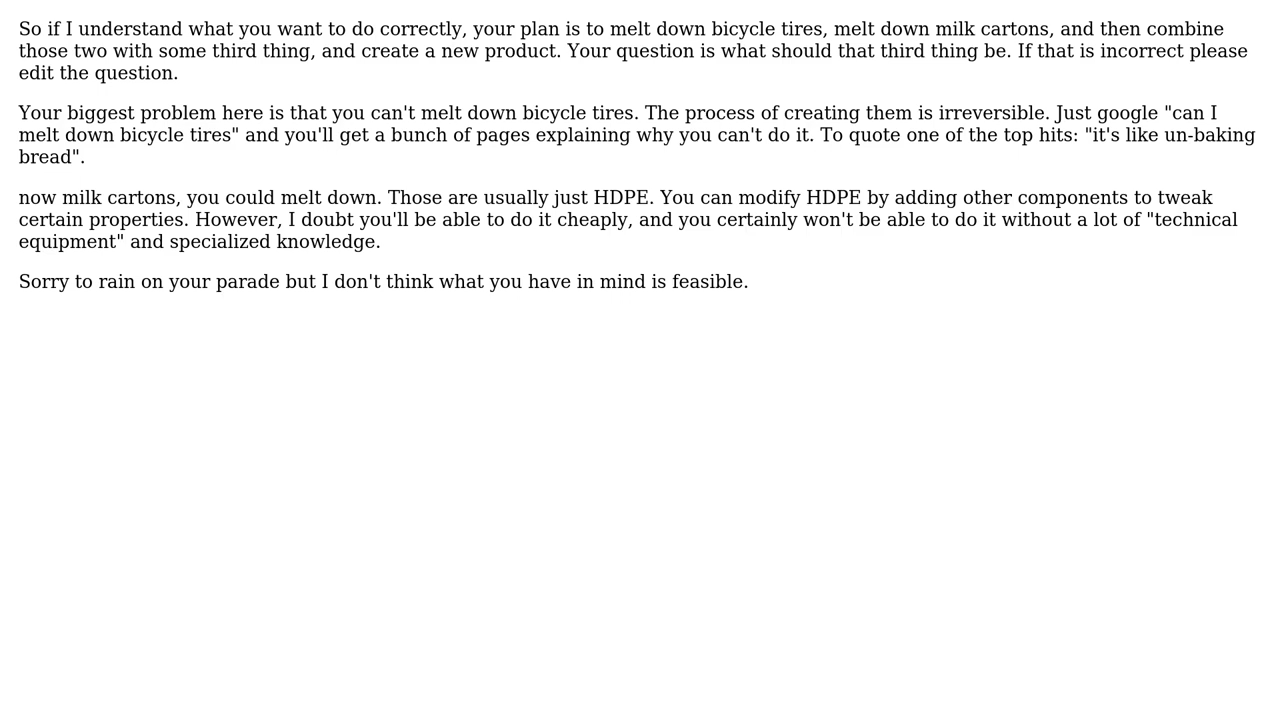 So if I understand what you want to do correctly, your plan is to melt down bicycle tires, melt down milk cartons, and then combine
those two with some third thing, and create a new product. Your question is what should that third thing be. If that is incorrect please
edit the question.
Your biggest problem here is that you can't melt down bicycle tires. The process of creating them is irreversible. Just google "can I
melt down bicycle tires" and you'll get a bunch of pages explaining why you can't do it. To quote one of the top hits: "it's like un-baking
bread".
now milk cartons, you could melt down. Those are usually just HDPE. You can modify HDPE by adding other components to tweak
certain properties. However, I doubt you'll be able to do it cheaply, and you certainly won't be able to do it without a lot of "technical
equipment" and specialized knowledge.
Sorry to rain on your parade but I don't think what you have in mind is feasible.